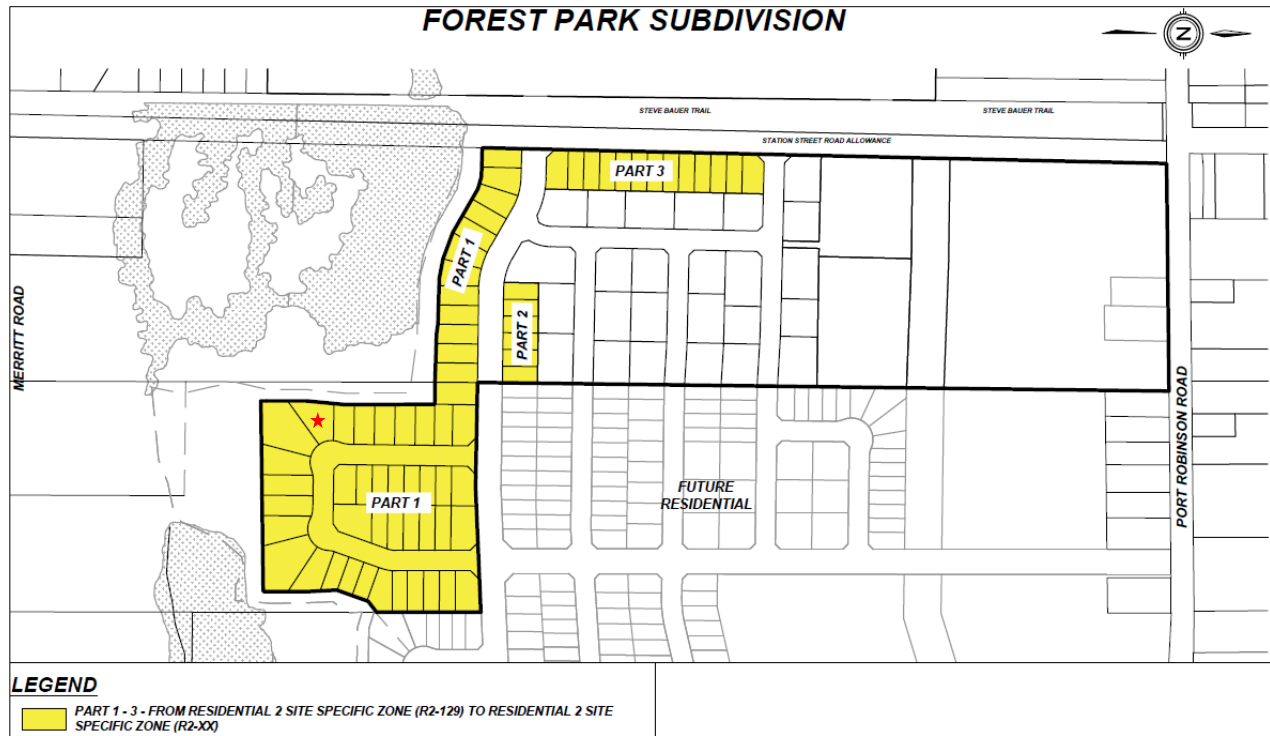 FOREST PARK SUBDIVISION
N
STEVE BAUER TRAIL
STEVE BAUER TRAIL
STATION STREET ROAD ALLOWANCE
PART 3
PART 1
PART 2
MERRITT ROAD
PART 1
FUTURE
RESIDENTIAL
PORT ROBINSON ROAD
LEGEND
PART 1 - 3 - FROM RESIDENTIAL 2 SITE SPECIFIC ZONE (R2-129) TO RESIDENTIAL 2 SITE
SPECIFIC ZONE (R2-XX)